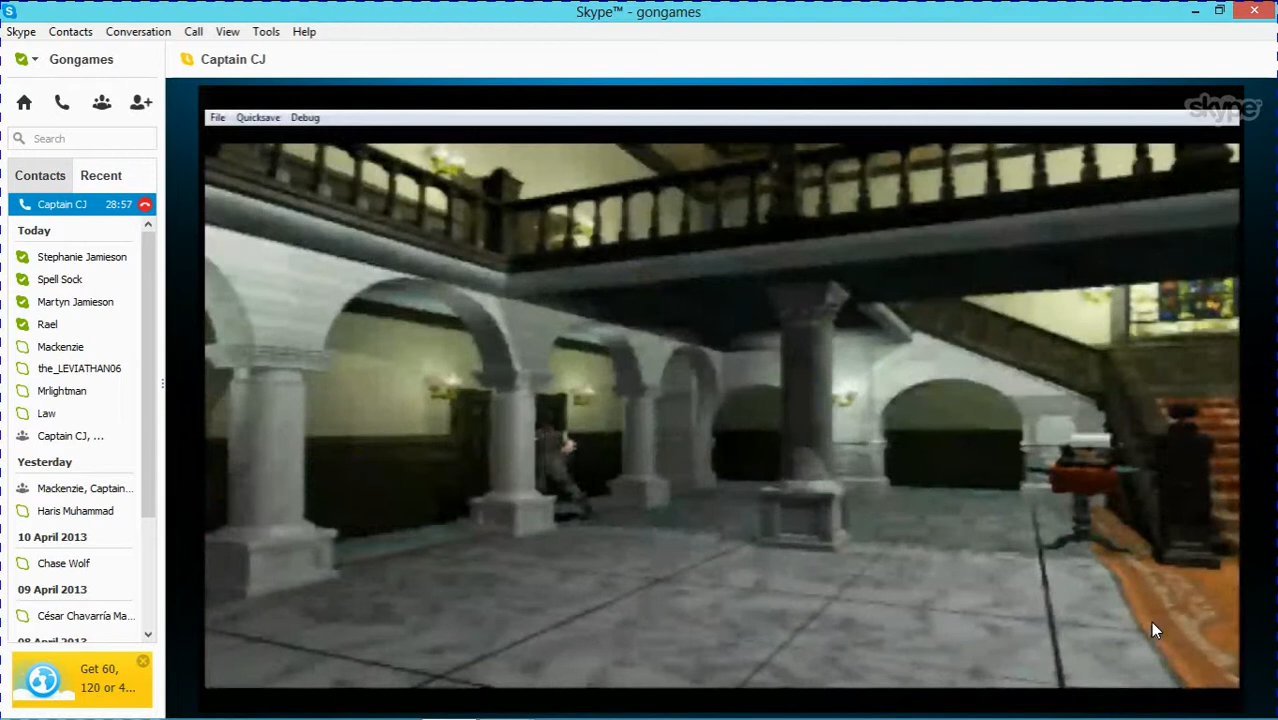 Skype™ - gongames
Skype Contacts Conversation Call View Tools Help
Gongames
Captain CJ
Search
Contacts Recent
Captain CJ 28:57
Today
Stephanie Jamieson
Spell Sock
Martyn Jamieson
Rael
Mackenzie
the_LEVIATHAN06
Mrlightman
Law
Captain CJ, ...
Yesterday
Mackenzie, Captain...
Haris Muhammad
10 April 2013
Chase Wolf
09 April 2013
César Chavarría Ma...
08 April 2013
Get 60,
120 or 4...
File Quicksave Debug
skype